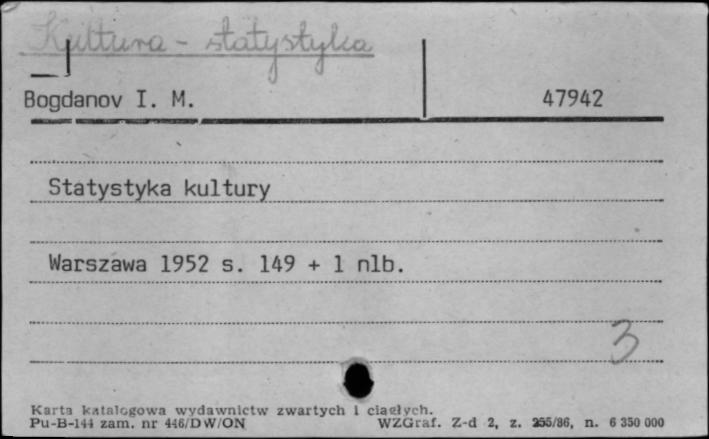 Kultura - statystyka
Bogdanov I. M. 47942
Statystyka kultury
Warszawa 1952 s. 149 + 1 nlb.
3
Karta katalogowa wydawnictw zwartych i ciągłych.
Pu-B-144 zam. nr 446/DW/ON WZGraf. Z-d 2, z. 255/86, n. 6 350 000